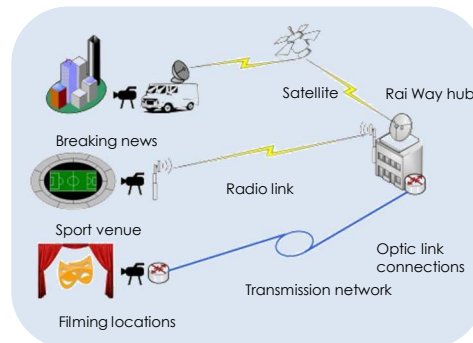 Satellite
Rai Way hub
Breaking news
Radio link
Sport venue
Optic link
connections
Transmission network
Filming locations